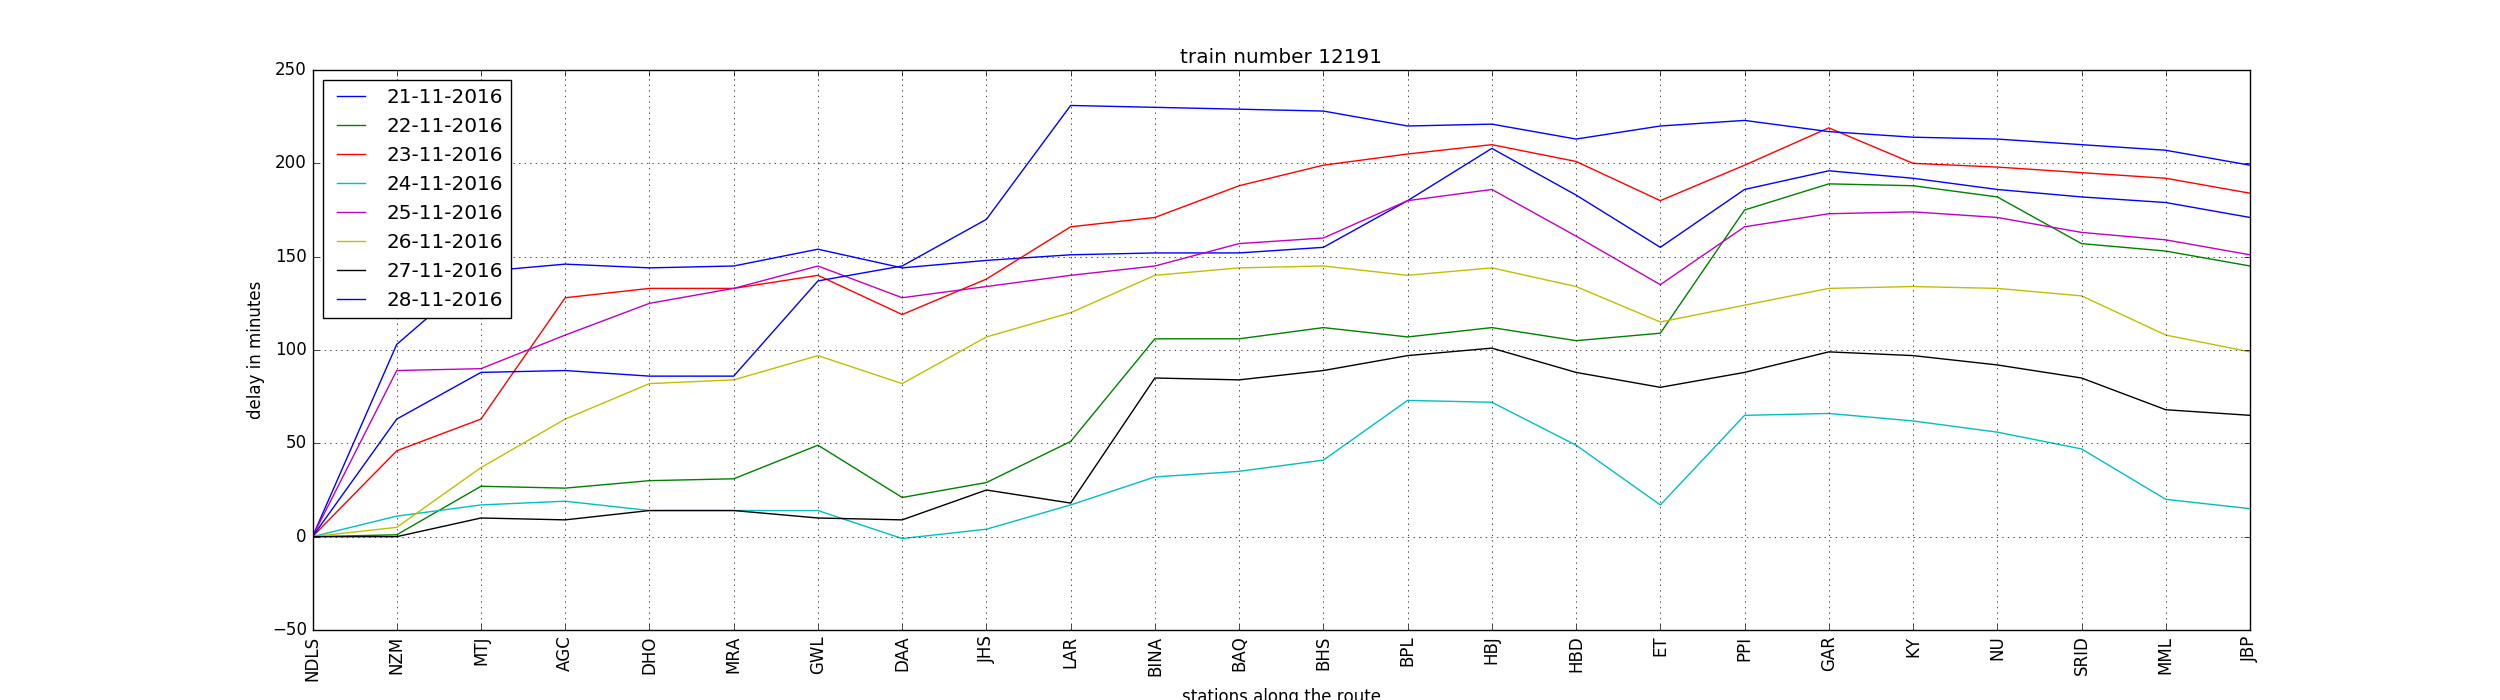 train number 12191
250
200
150
100
50
0
−50
delay in minutes
21-11-2016
22-11-2016
23-11-2016
24-11-2016
25-11-2016
26-11-2016
27-11-2016
28-11-2016
NDLS
NZM
MTJ
AGC
DHO
MRA
GWL
DAA
JHS
LAR
BINA
BAQ
BHS
BPL
HBJ
HBD
ET
PPI
GAR
KY
NU
SRID
MML
JBP
stations along the route